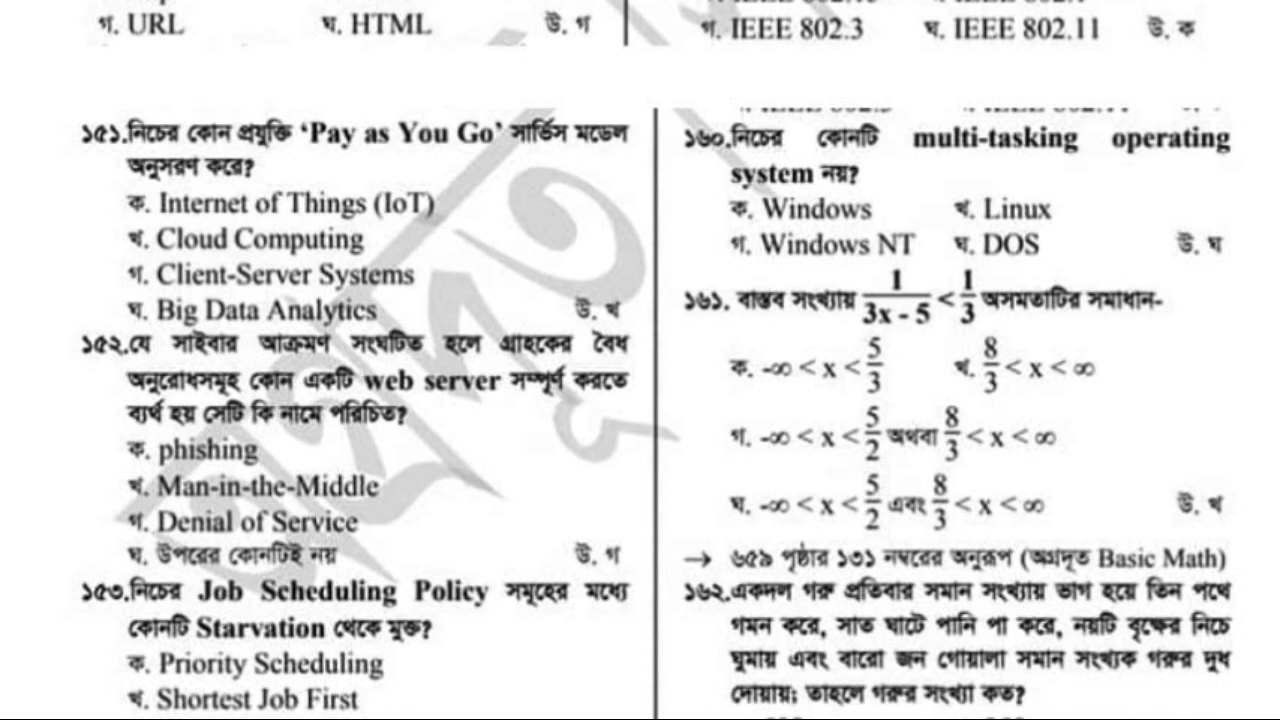 গ. URL ঘ. HTML উ. গ
১৫১.নিচের কোন প্রযুক্তি ‘Pay as You Go’ সার্ভিস মডেল
অনুসরণ করে?
ক. Internet of Things (IoT)
খ. Cloud Computing
গ. Client-Server Systems
ঘ. Big Data Analytics উ. খ
১৫২.যে সাইবার আক্রমণ সংঘটিত হলে গ্রাহকের বৈধ
অনুরোধসমূহ কোন একটি web server সম্পূর্ণ করতে
ব্যর্থ হয় সেটি কি নামে পরিচিত?
ক. phishing
খ. Man-in-the-Middle
গ. Denial of Service
ঘ. উপরের কোনটিই নয় উ. গ
১৫৩.নিচের Job Scheduling Policy সমূহের মধ্যে
কোনটি Starvation থেকে মুক্ত?
ক. Priority Scheduling
খ. Shortest Job First
গ. IEEE 802.3 ঘ. IEEE 802.11 উ. ক
১৬০.নিচের কোনটি multi-tasking operating
system নয়?
ক. Windows খ. Linux
গ. Windows NT ঘ. DOS উ. ঘ
১৬১. বাস্তব সংখ্যায় 1/(3x - 5) < 1/3 অসমতাটির সমাধান-
ক. -∞ < x < 5/3 খ. 8/3 < x < ∞
গ. -∞ < x < 5/2 অথবা 8/3 < x < ∞
ঘ. -∞ < x < 5/2 এবং 8/3 < x < ∞ উ. খ
→ ৬৫৯ পৃষ্ঠার ১৩১ নম্বরের অনুরূপ (অগ্রদূত Basic Math)
১৬২.একদল গরু প্রতিবার সমান সংখ্যায় ভাগ হয়ে তিন পথে
গমন করে, সাত ঘাটে পানি পা করে, নয়টি বৃক্ষের নিচে
ঘুমায় এবং বারো জন গোয়ালা সমান সংখ্যক গরুর দুধ
দোয়ায়; তাহলে গরুর সংখ্যা কত?